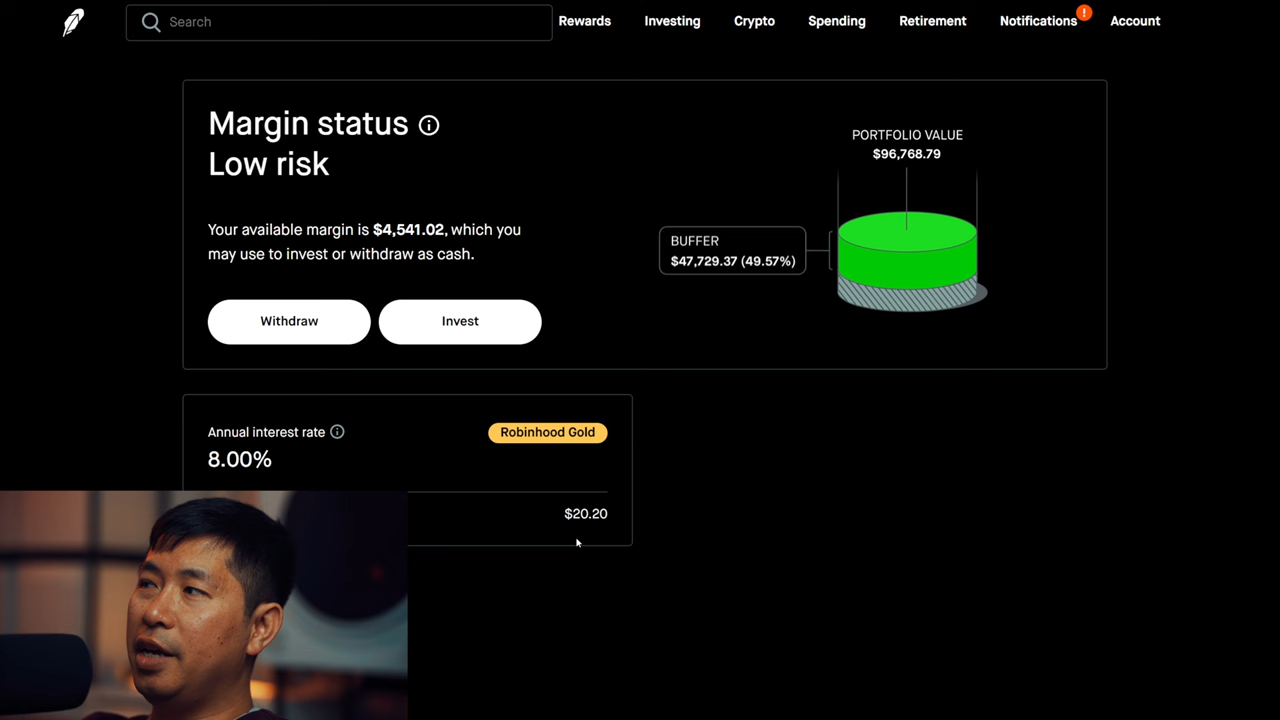 Search
Rewards
Investing
Crypto
Spending
Retirement
Notifications
!
Account
Margin status
Low risk
Your available margin is $4,541.02, which you
may use to invest or withdraw as cash.
Withdraw
Invest
PORTFOLIO VALUE
$96,768.79
BUFFER
$47,729.37 (49.57%)
Annual interest rate
Robinhood Gold
8.00%
$20.20